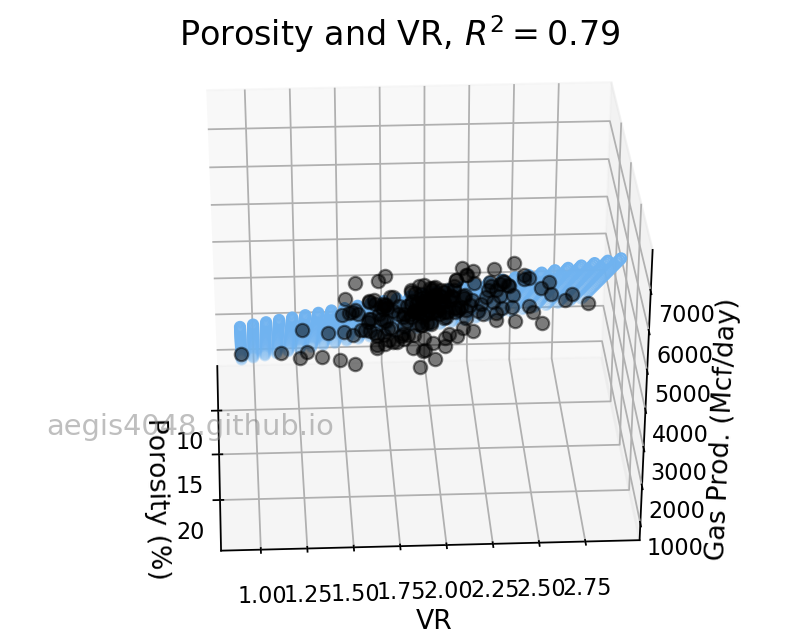 Porosity and VR, R² = 0.79
7000
6000
5000
4000
3000
2000
1000
Gas Prod. (Mcf/day)
aegis4048.github.io
10
15
20
Porosity (%)
1.00 1.25 1.50 1.75 2.00 2.25 2.50 2.75
VR